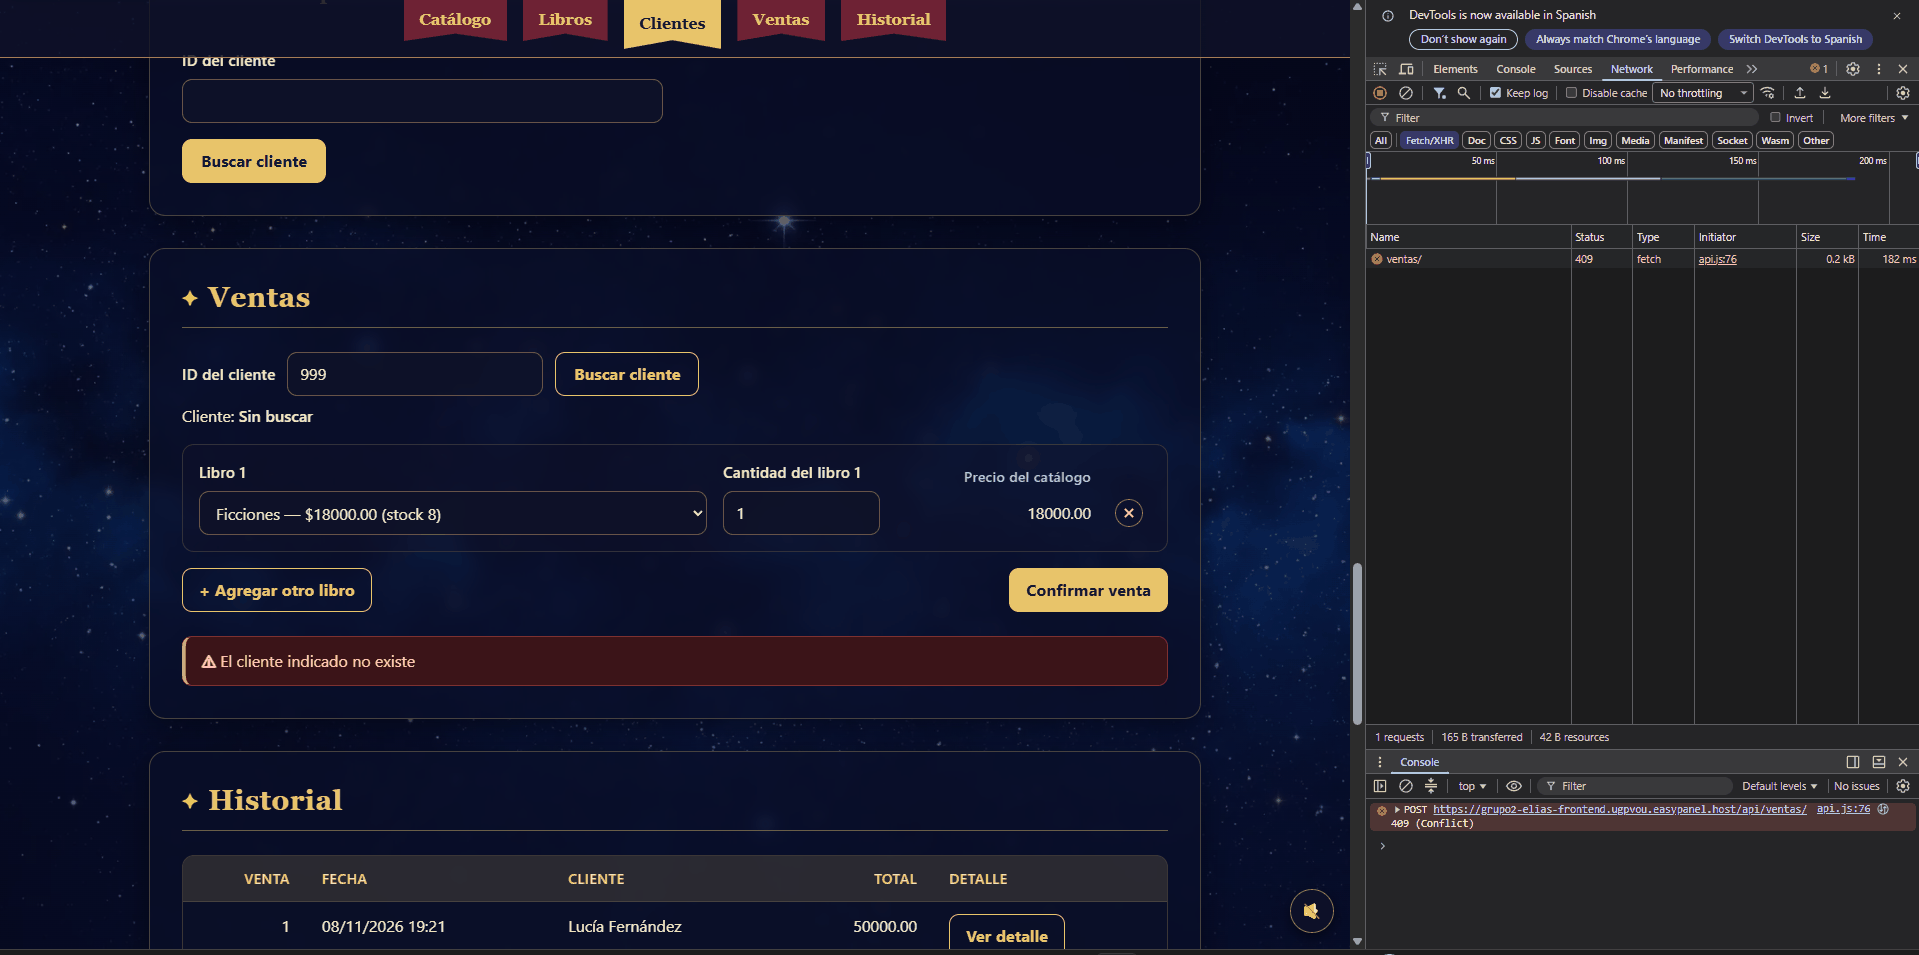 Catálogo
Libros
Clientes
Ventas
Historial
ID del cliente
Buscar cliente
✦ Ventas
ID del cliente
999
Buscar cliente
Cliente: Sin buscar
Libro 1
Cantidad del libro 1
Precio del catálogo
Ficciones — $18000.00 (stock 8)
1
18000.00
+ Agregar otro libro
Confirmar venta
El cliente indicado no existe
✦ Historial
VENTA FECHA CLIENTE TOTAL DETALLE
1 08/11/2026 19:21 Lucía Fernández 50000.00 Ver detalle
DevTools is now available in Spanish
Don't show again
Always match Chrome's language
Switch DevTools to Spanish
Elements Console Sources Network Performance 1
Keep log Disable cache No throttling
Filter Invert More filters
All Fetch/XHR Doc CSS JS Font Img Media Manifest Socket Wasm Other
50 ms 100 ms 150 ms 200 ms
Name Status Type Initiator Size Time
ventas/ 409 fetch api.js:76 0.2 kB 182 ms
1 requests 165 B transferred 42 B resources
Console
top Filter Default levels No issues
POST https://grupo2-elias-frontend.ugpvou.easypanel.host/api/ventas/ api.js:76
409 (Conflict)